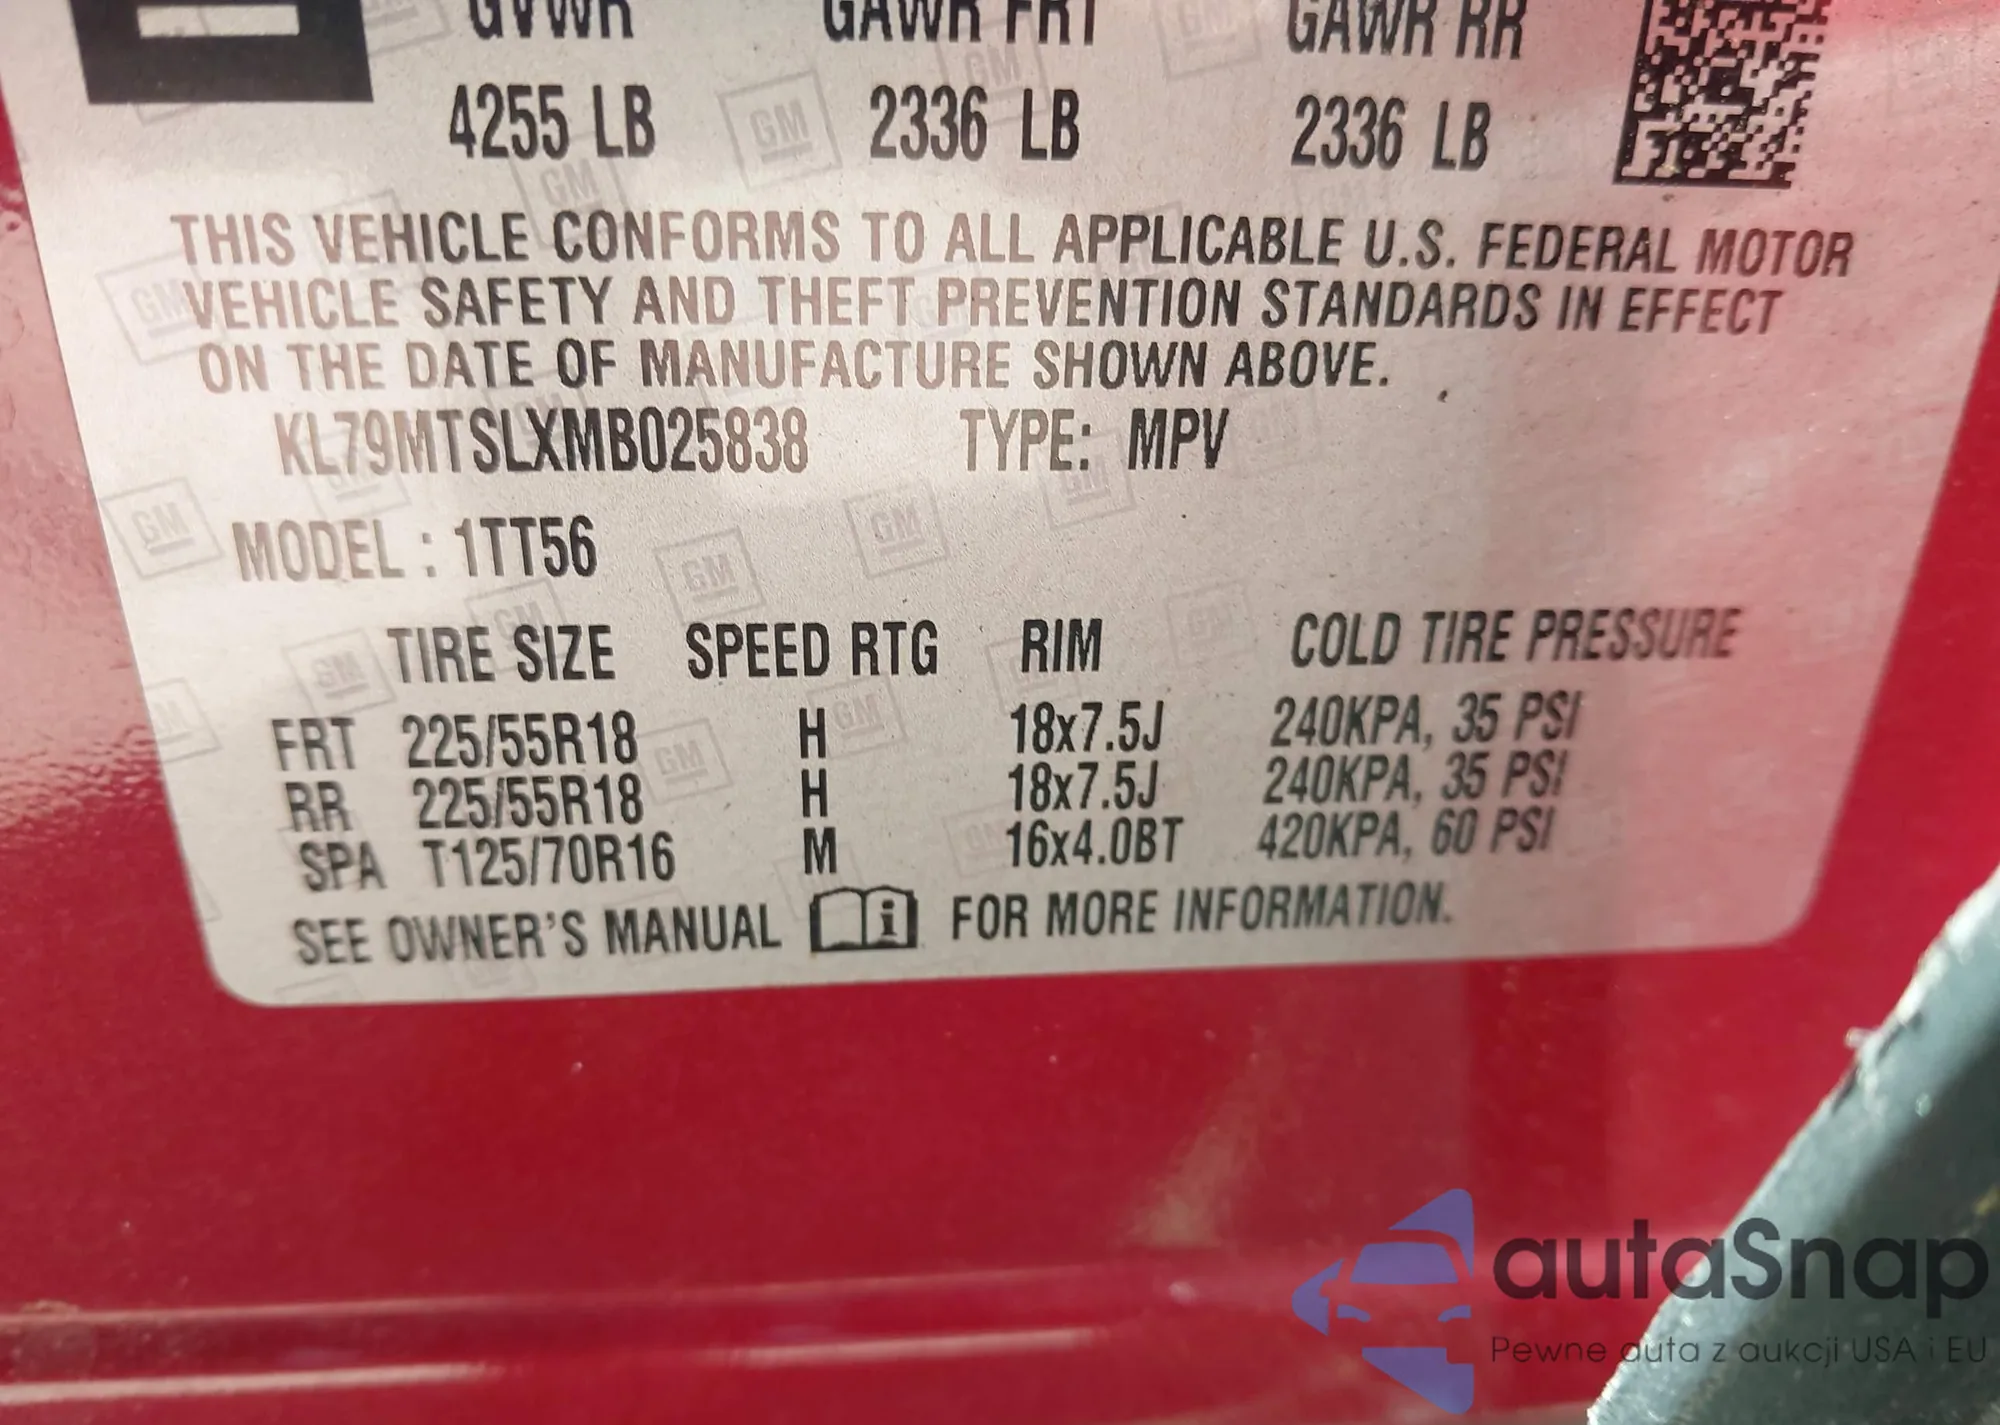 GVWR GAWR FRT GAWR RR
4255 LB 2336 LB 2336 LB
THIS VEHICLE CONFORMS TO ALL APPLICABLE U.S. FEDERAL MOTOR
VEHICLE SAFETY AND THEFT PREVENTION STANDARDS IN EFFECT
ON THE DATE OF MANUFACTURE SHOWN ABOVE.
KL79MTSLXMB025838 TYPE: MPV
MODEL : 1TT56
TIRE SIZE SPEED RTG RIM COLD TIRE PRESSURE
FRT 225/55R18 H 18x7.5J 240KPA, 35 PSI
RR 225/55R18 H 18x7.5J 240KPA, 35 PSI
SPA T125/70R16 M 16x4.0BT 420KPA, 60 PSI
SEE OWNER'S MANUAL i FOR MORE INFORMATION.
autaSnap
Pewne auta z aukcji USA i EU